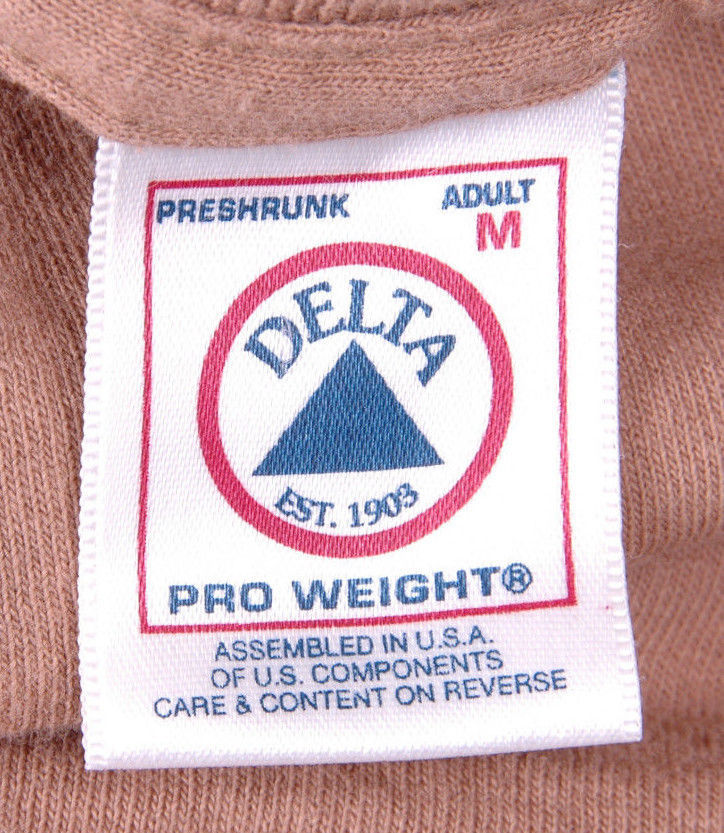 PRESHRUNK ADULT
M
DELTA
EST. 1903
PRO WEIGHT®
ASSEMBLED IN U.S.A.
OF U.S. COMPONENTS
CARE & CONTENT ON REVERSE